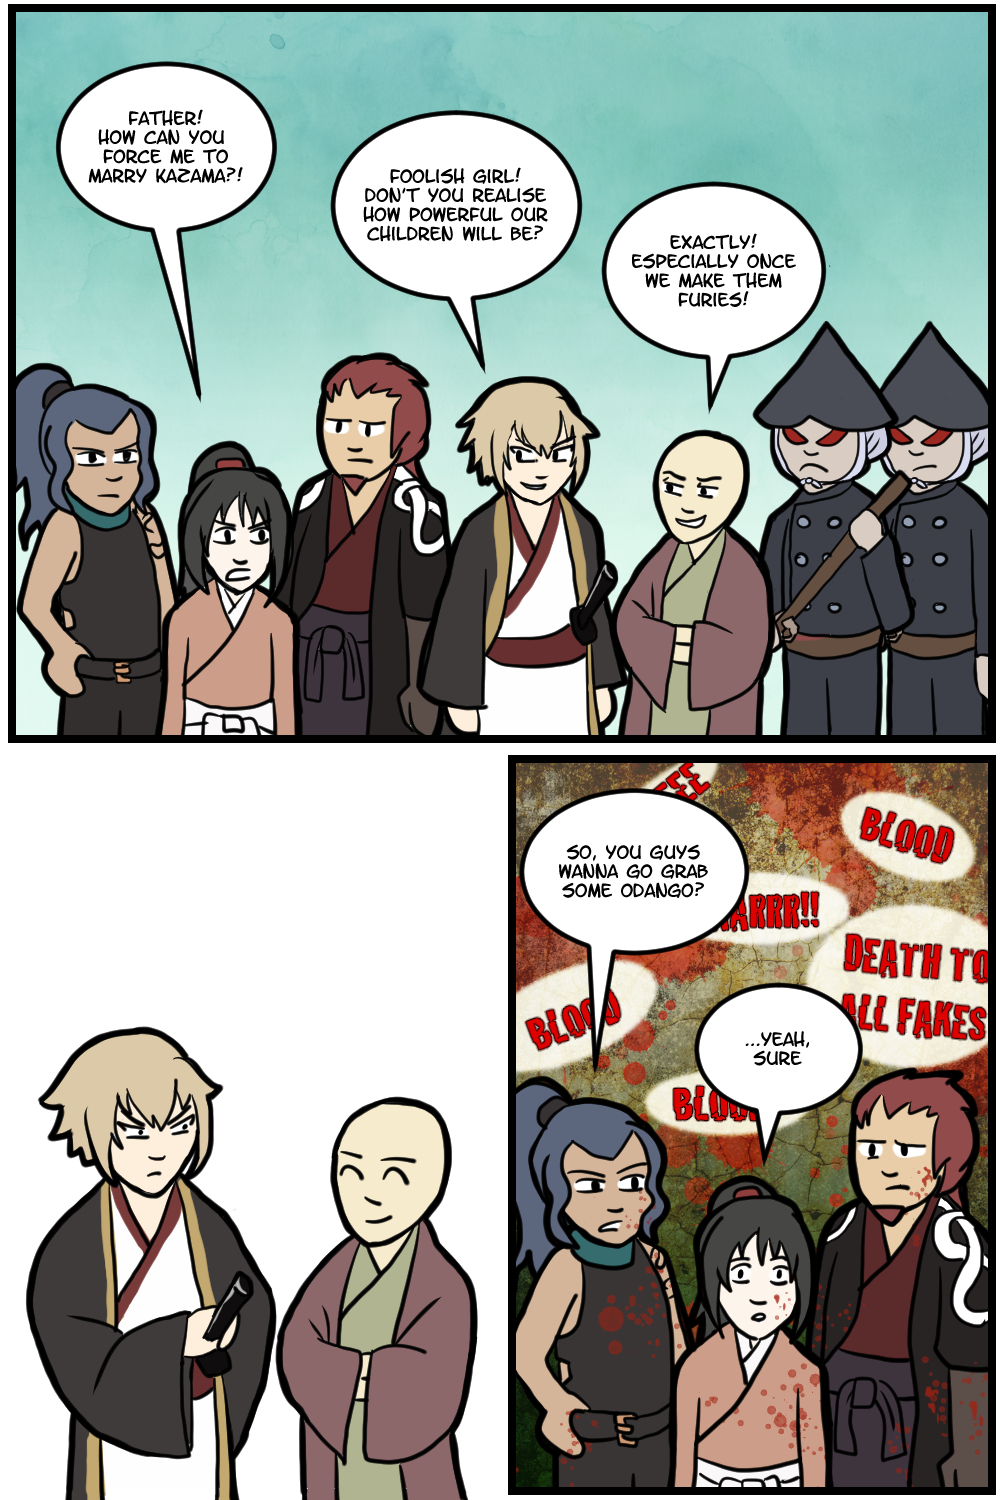 FATHER!
HOW CAN YOU
FORCE ME TO
MARRY KAZAMA?!
FOOLISH GIRL!
DON'T YOU REALISE
HOW POWERFUL OUR
CHILDREN WILL BE?
EXACTLY!
ESPECIALLY ONCE
WE MAKE THEM
FURIES!
SO, YOU GUYS
WANNA GO GRAB
SOME ODANGO?
BLOOD
DEATH TO
ALL FAKES
BLOOD
...YEAH,
SURE